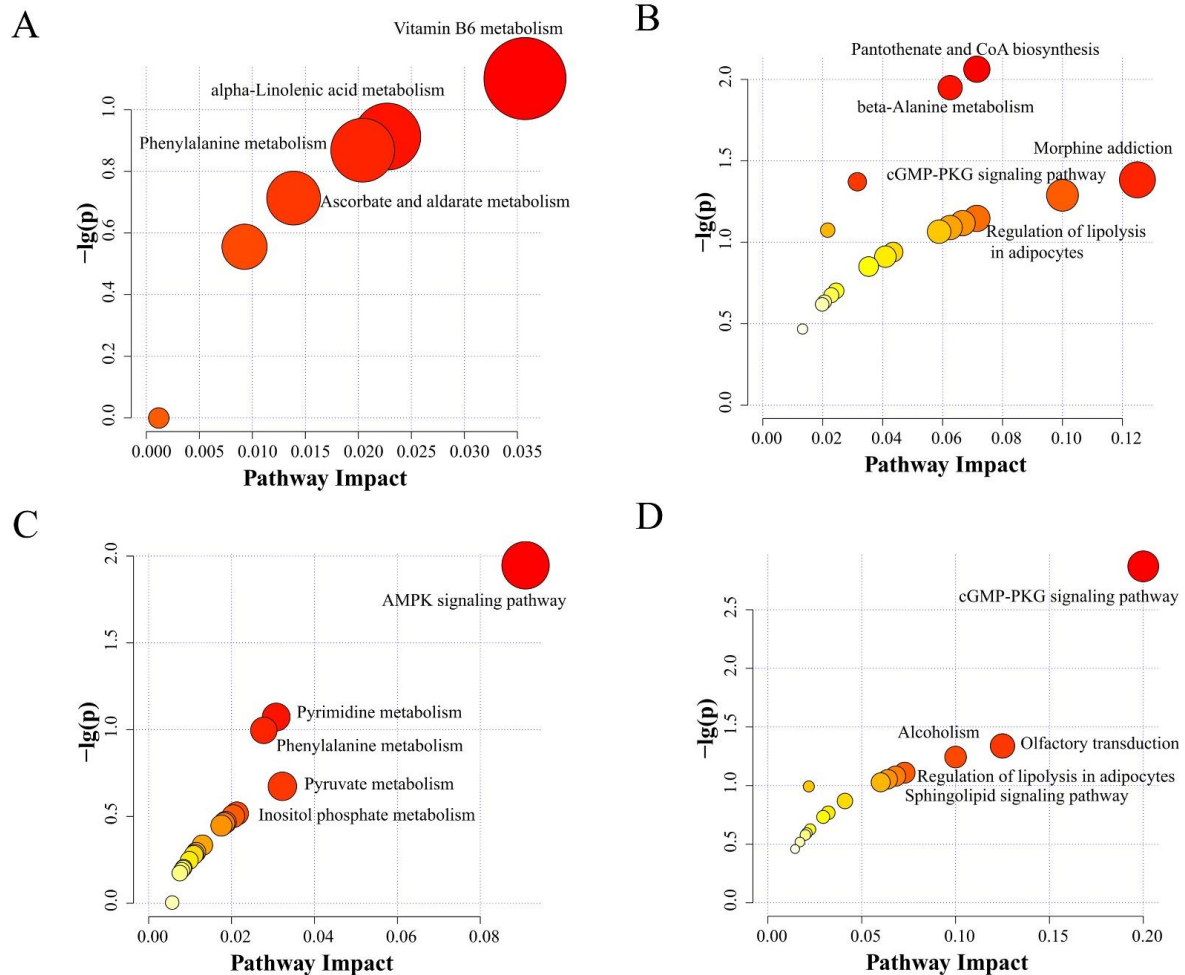 A
Vitamin B6 metabolism
alpha-Linolenic acid metabolism
Phenylalanine metabolism
Ascorbate and aldarate metabolism
−lg(p)
1.0
0.8
0.6
0.4
0.2
0.0
0.000 0.005 0.010 0.015 0.020 0.025 0.030 0.035
Pathway Impact
B
Pantothenate and CoA biosynthesis
beta-Alanine metabolism
Morphine addiction
cGMP-PKG signaling pathway
Regulation of lipolysis
in adipocytes
−lg(p)
2.0
1.5
1.0
0.5
0.0
0.00 0.02 0.04 0.06 0.08 0.10 0.12
Pathway Impact
C
AMPK signaling pathway
Pyrimidine metabolism
Phenylalanine metabolism
Pyruvate metabolism
Inositol phosphate metabolism
−lg(p)
2.0
1.5
1.0
0.5
0.0
0.00 0.02 0.04 0.06 0.08
Pathway Impact
D
cGMP-PKG signaling pathway
Alcoholism
Olfactory transduction
Regulation of lipolysis in adipocytes
Sphingolipid signaling pathway
−lg(p)
2.5
2.0
1.5
1.0
0.5
0.0
0.00 0.05 0.10 0.15 0.20
Pathway Impact